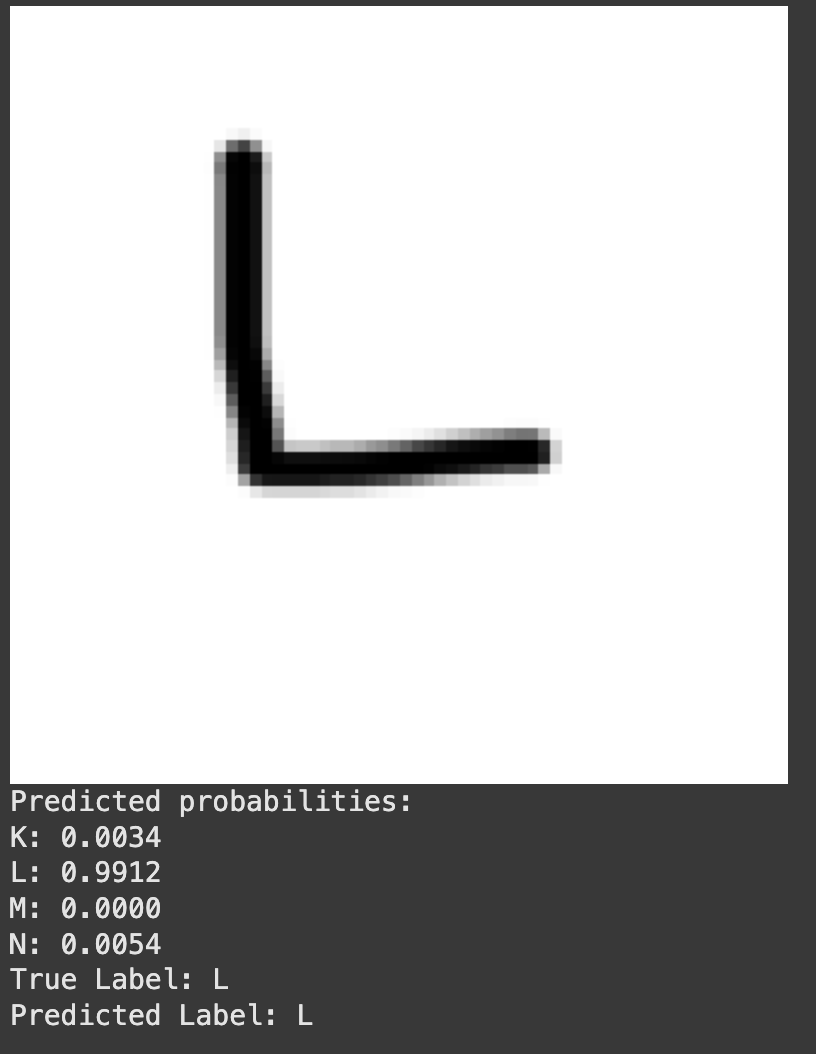 L
Predicted probabilities:
K: 0.0034
L: 0.9912
M: 0.0000
N: 0.0054
True Label: L
Predicted Label: L